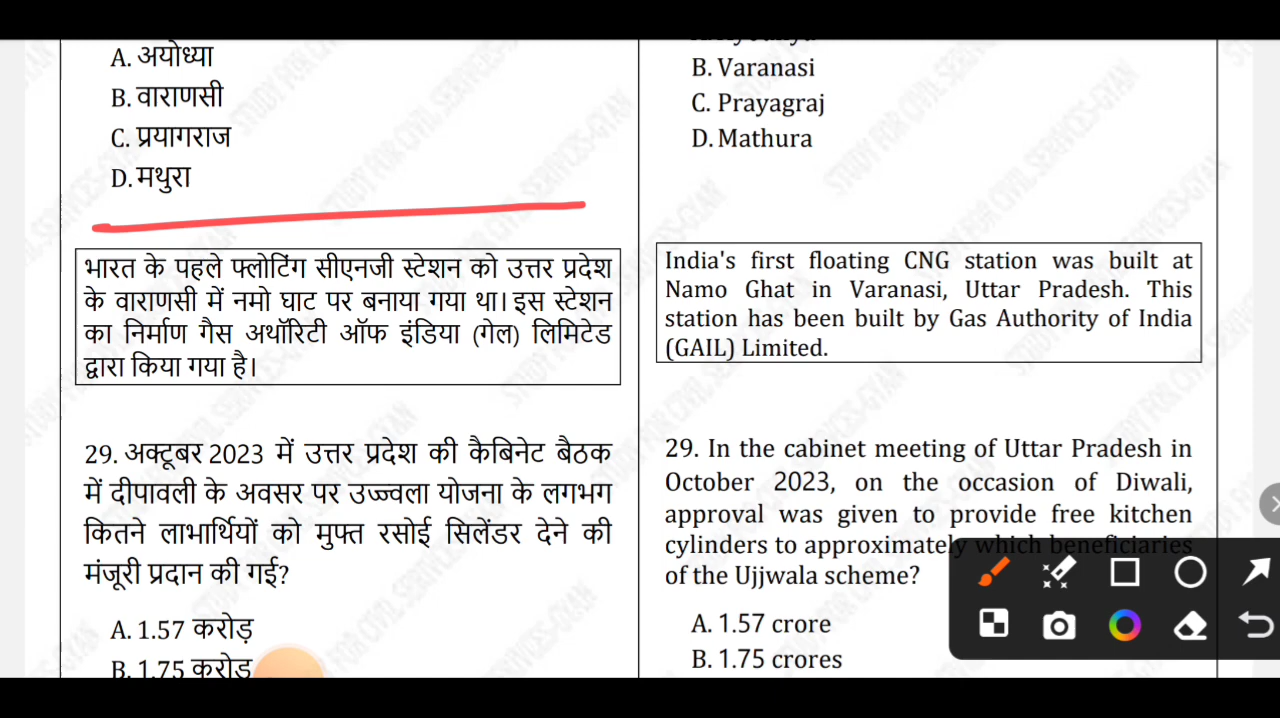 A. अयोध्या
B. वाराणसी
C. प्रयागराज
D. मथुरा
भारत के पहले फ्लोटिंग सीएनजी स्टेशन को उत्तर प्रदेश
के वाराणसी में नमो घाट पर बनाया गया था। इस स्टेशन
का निर्माण गैस अथॉरिटी ऑफ इंडिया (गेल) लिमिटेड
द्वारा किया गया है।
29. अक्टूबर 2023 में उत्तर प्रदेश की कैबिनेट बैठक
में दीपावली के अवसर पर उज्ज्वला योजना के लगभग
कितने लाभार्थियों को मुफ्त रसोई सिलेंडर देने की
मंजूरी प्रदान की गई?
A. 1.57 करोड़
B. 1.75 करोड़
B. Varanasi
C. Prayagraj
D. Mathura
India's first floating CNG station was built at
Namo Ghat in Varanasi, Uttar Pradesh. This
station has been built by Gas Authority of India
(GAIL) Limited.
29. In the cabinet meeting of Uttar Pradesh in
October 2023, on the occasion of Diwali,
approval was given to provide free kitchen
cylinders to approximately which beneficiaries
of the Ujjwala scheme?
A. 1.57 crore
B. 1.75 crores
STUDY FOR CIVIL SERVICES-GYAN